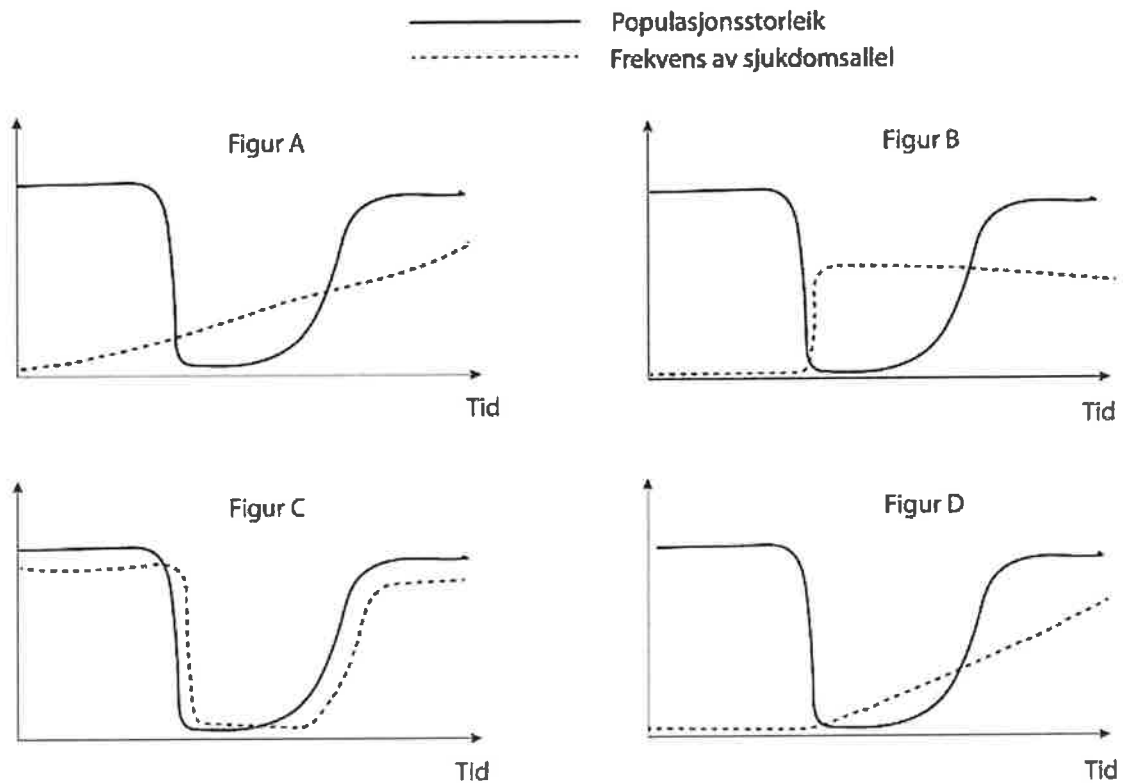 Populasjonsstorleik
Frekvens av sjukdomsallel
Figur A
Tid
Figur B
Tid
Figur C
Tid
Figur D
Tid